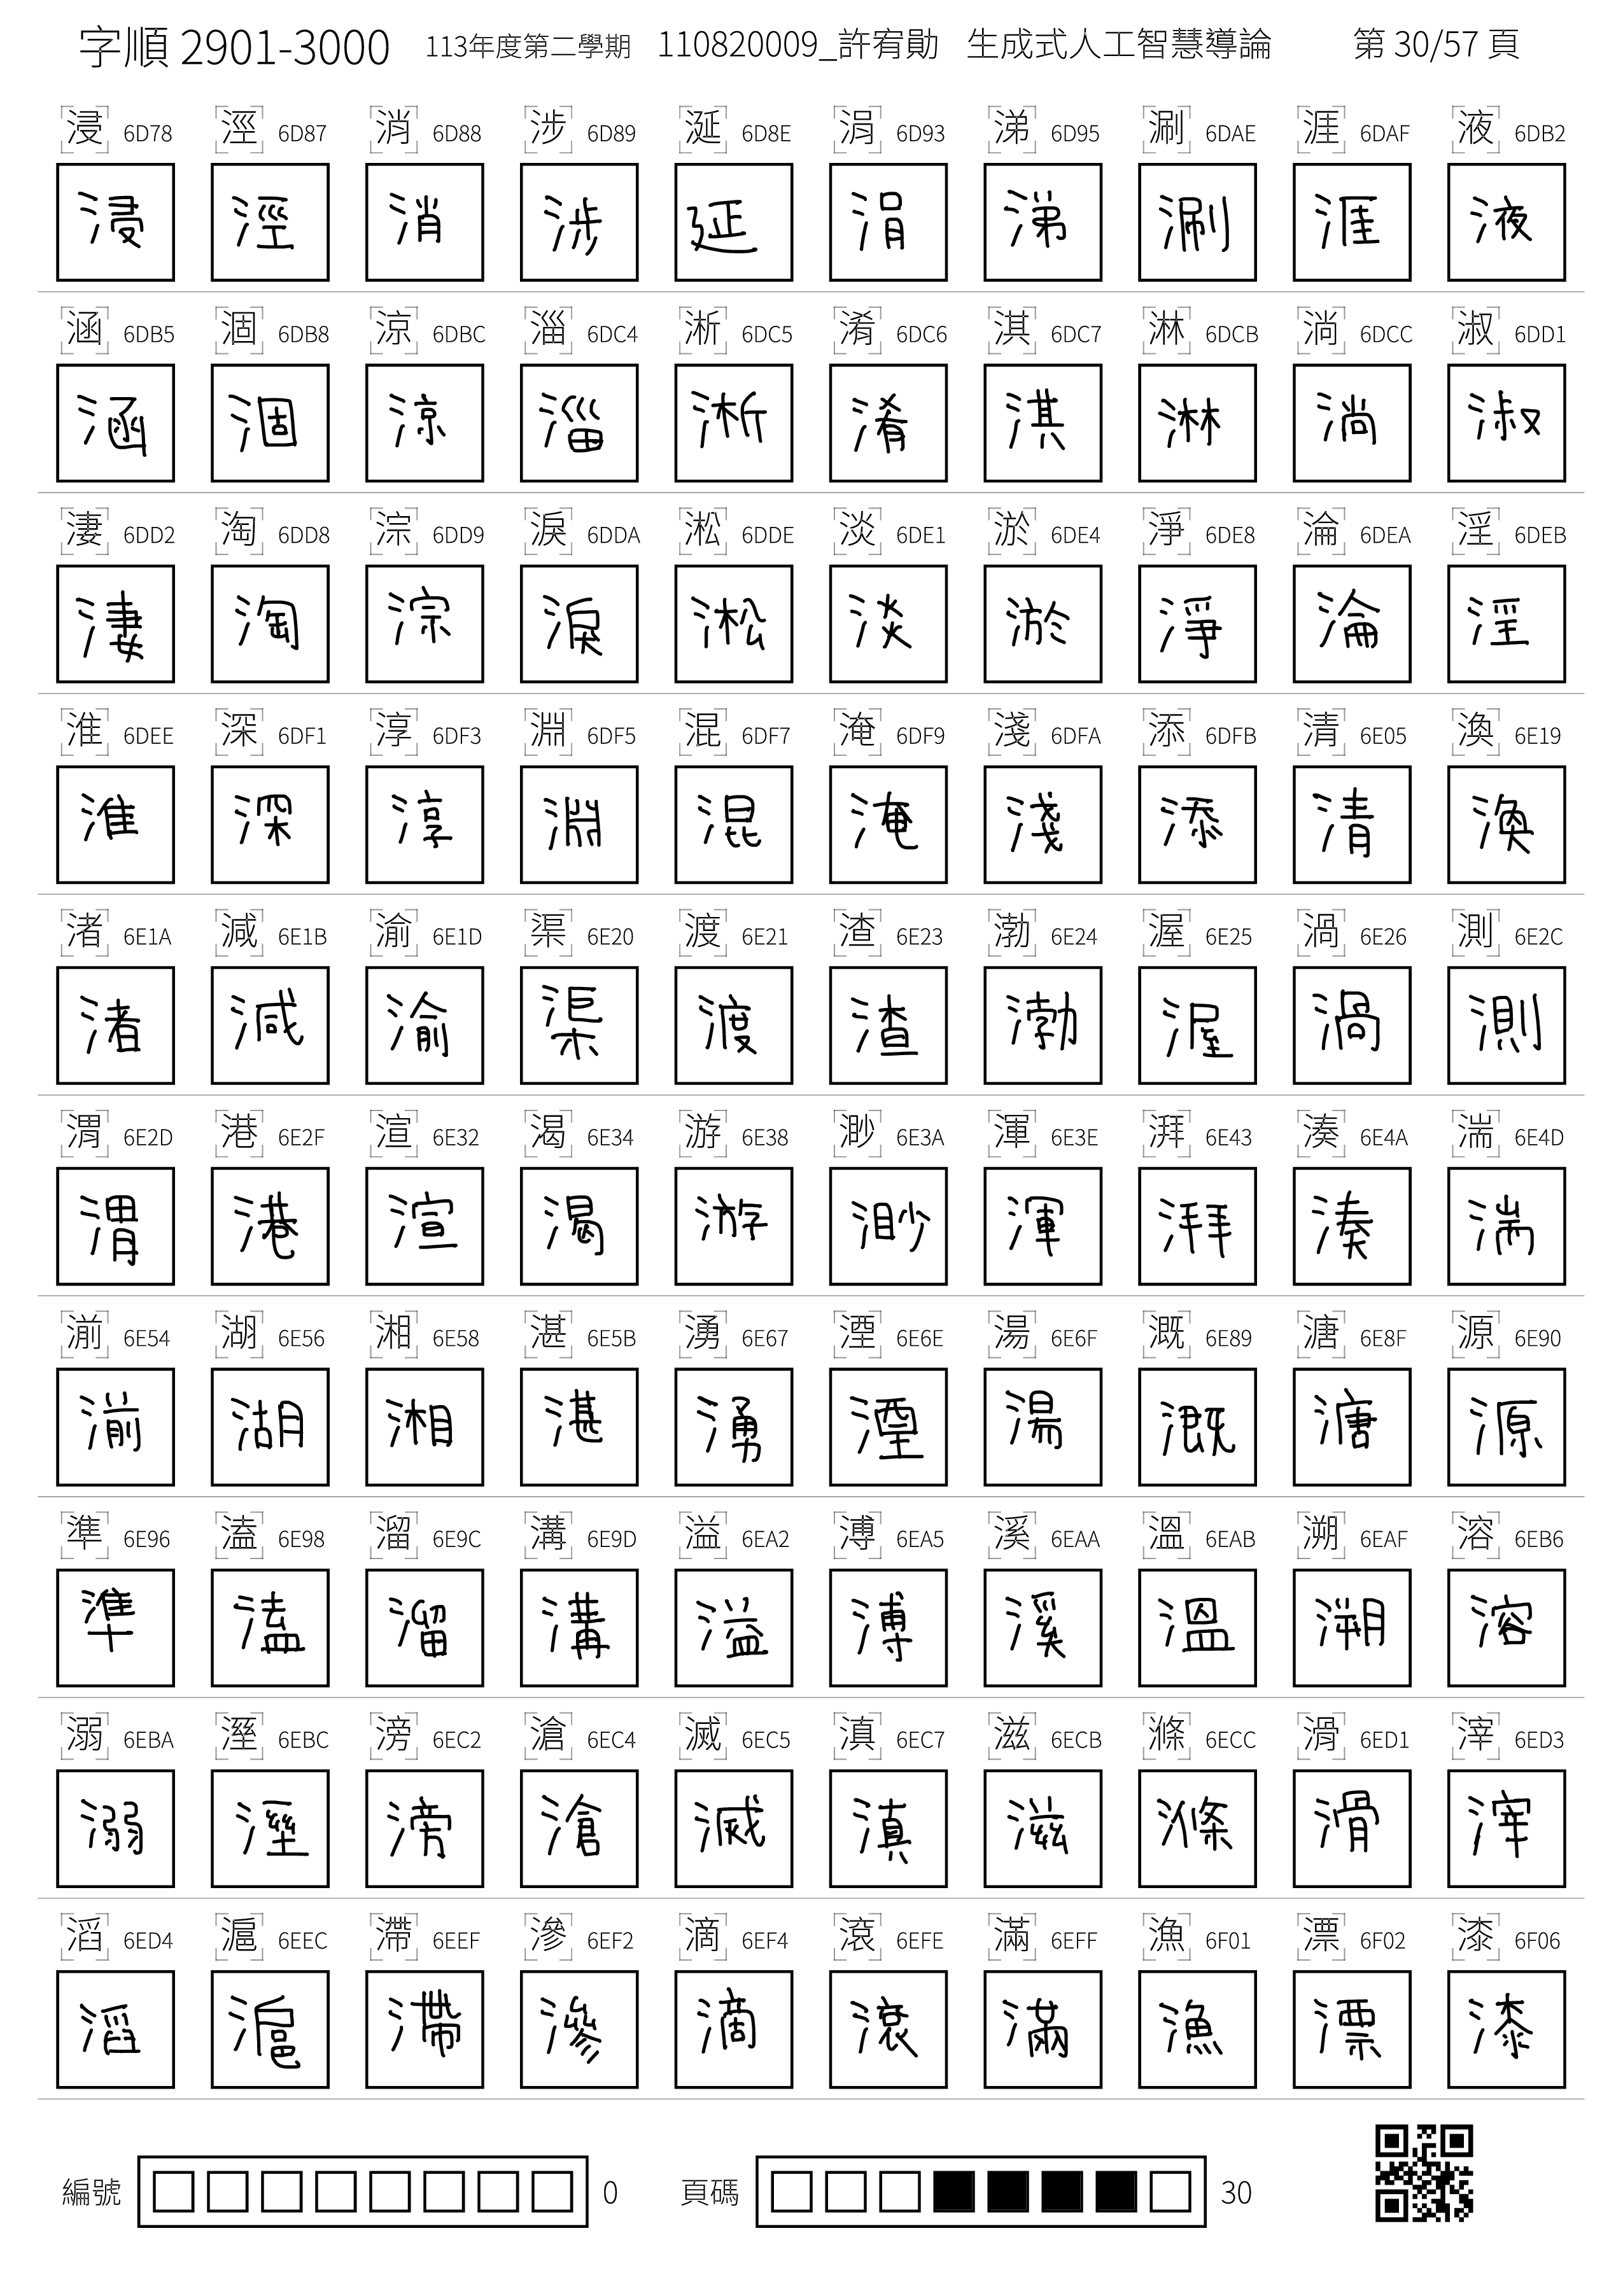 字順 2901-3000 113年度第二學期 110820009_許宥勛 生成式人工智慧導論 第 30/57 頁
浸 6D78 涇 6D87 消 6D88 涉 6D89 涎 6D8E 涓 6D93 涕 6D95 涮 6DAE 涯 6DAF 液 6DB2
浸 涇 消 涉 延 涓 涕 涮 涯 液
涵 6DB5 涸 6DB8 涼 6DBC 淄 6DC4 淅 6DC5 淆 6DC6 淇 6DC7 淋 6DCB 淌 6DCC 淑 6DD1
涵 涸 涼 淄 淅 淆 淇 淋 淌 淑
淒 6DD2 淘 6DD8 淙 6DD9 淚 6DDA 淞 6DDE 淡 6DE1 淤 6DE4 淨 6DE8 淪 6DEA 淫 6DEB
淒 淘 淙 淚 淞 淡 淤 淨 淪 淫
淮 6DEE 深 6DF1 淳 6DF3 淵 6DF5 混 6DF7 淹 6DF9 淺 6DFA 添 6DFB 清 6E05 渙 6E19
淮 深 淳 淵 混 淹 淺 添 清 渙
渚 6E1A 減 6E1B 渝 6E1D 渠 6E20 渡 6E21 渣 6E23 渤 6E24 渥 6E25 渦 6E26 測 6E2C
渚 減 渝 渠 渡 渣 渤 渥 渦 測
渭 6E2D 港 6E2F 渲 6E32 渴 6E34 游 6E38 渺 6E3A 渾 6E3E 湃 6E43 湊 6E4A 湍 6E4D
渭 港 渲 渴 游 渺 渾 湃 湊 湍
湔 6E54 湖 6E56 湘 6E58 湛 6E5B 湧 6E67 湮 6E6E 湯 6E6F 溉 6E89 溏 6E8F 源 6E90
湔 湖 湘 湛 湧 湮 湯 溉 溏 源
準 6E96 溘 6E98 溜 6E9C 溝 6E9D 溢 6EA2 溥 6EA5 溪 6EAA 溫 6EAB 溯 6EAF 溶 6EB6
準 溘 溜 溝 溢 溥 溪 溫 溯 溶
溺 6EBA 溼 6EBC 滂 6EC2 滄 6EC4 滅 6EC5 滇 6EC7 滋 6ECB 滌 6ECC 滑 6ED1 滓 6ED3
溺 溼 滂 滄 滅 滇 滋 滌 滑 滓
滔 6ED4 滬 6EEC 滯 6EEF 滲 6EF2 滴 6EF4 滾 6EFE 滿 6EFF 漁 6F01 漂 6F02 漆 6F06
滔 滬 滯 滲 滴 滾 滿 漁 漂 漆
編號 0 頁碼 30